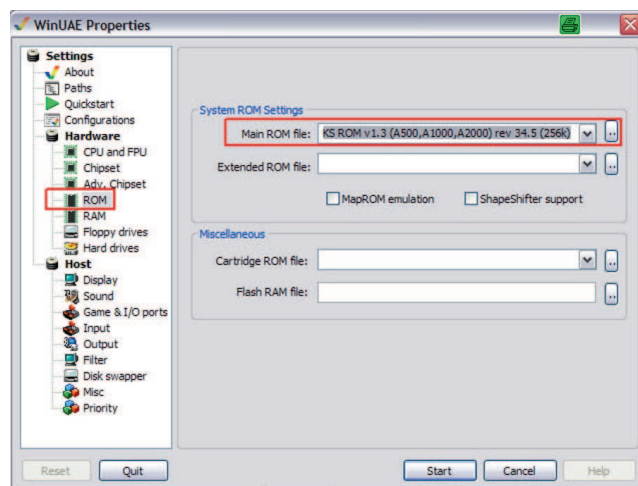 WinUAE Properties
Settings
About
Paths
Quickstart
Configurations
Hardware
CPU and FPU
Chipset
Adv. Chipset
ROM
RAM
Floppy drives
Hard drives
Host
Display
Sound
Game & I/O ports
Input
Output
Filter
Disk swapper
Misc
Priority
System ROM Settings
Main ROM file: KS ROM v1.3 (A500,A1000,A2000) rev 34.5 (256k) ..
Extended ROM file: ..
MapROM emulation ShapeShifter support
Miscellaneous
Cartridge ROM file: ..
Flash RAM file: ..
Reset Quit Start Cancel Help